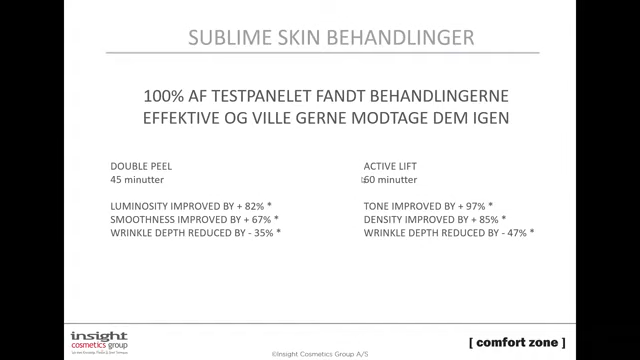 SUBLIME SKIN BEHANDLINGER
100% AF TESTPANELET FANDT BEHANDLINGERNE
EFFEKTIVE OG VILLE GERNE MODTAGE DEM IGEN
DOUBLE PEEL
45 minutter
LUMINOSITY IMPROVED BY + 82% *
SMOOTHNESS IMPROVED BY + 67% *
WRINKLE DEPTH REDUCED BY - 35% *
ACTIVE LIFT
60 minutter
TONE IMPROVED BY + 97% *
DENSITY IMPROVED BY + 85% *
WRINKLE DEPTH REDUCED BY - 47% *
insight
cosmetics group
©Insight Cosmetics Group A/S
[ comfort zone ]